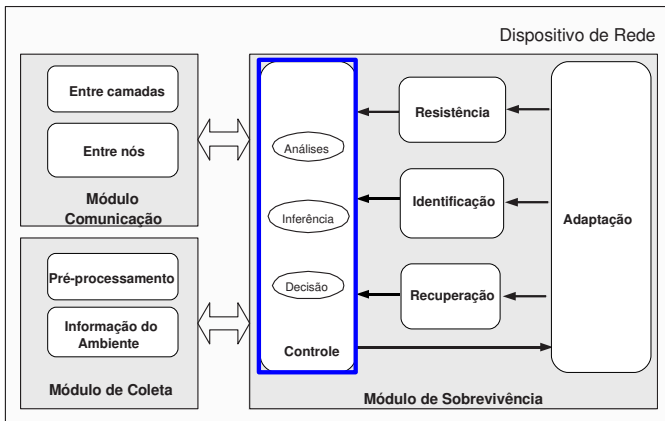 Dispositivo de Rede
Entre camadas
Entre nós
Módulo
Comunicação
Pré-processamento
Informação do
Ambiente
Módulo de Coleta
Análises
Inferência
Decisão
Controle
Resistência
Identificação
Recuperação
Adaptação
Módulo de Sobrevivência